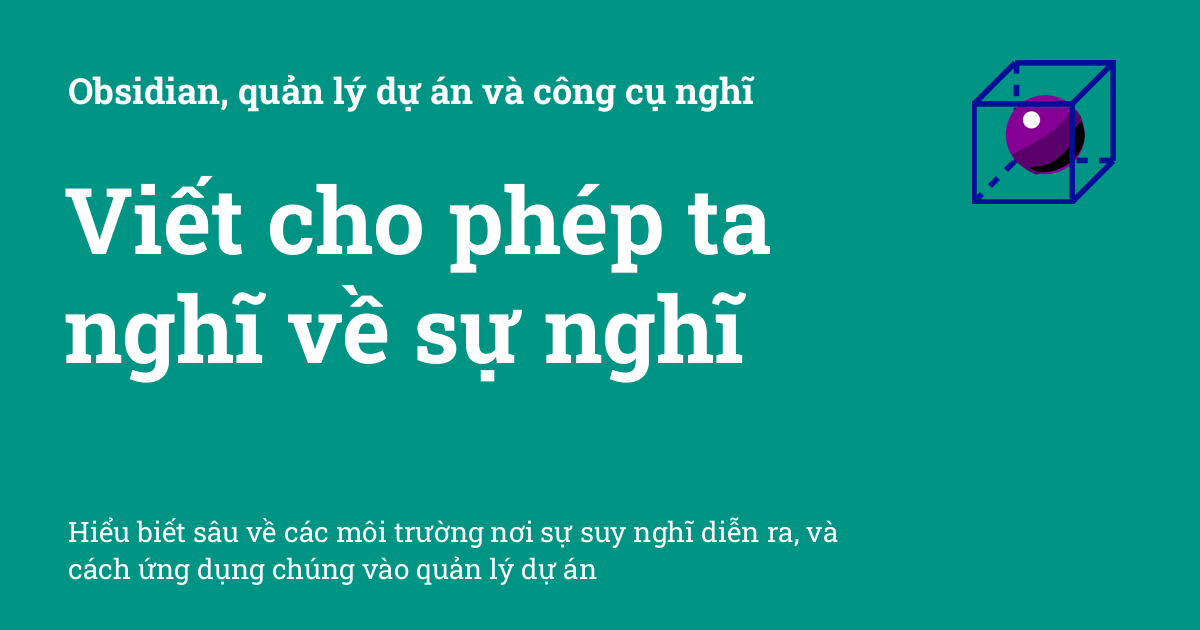 Obsidian, quản lý dự án và công cụ nghĩ
Viết cho phép ta
nghĩ về sự nghĩ
Hiểu biết sâu về các môi trường nơi sự suy nghĩ diễn ra, và
cách ứng dụng chúng vào quản lý dự án